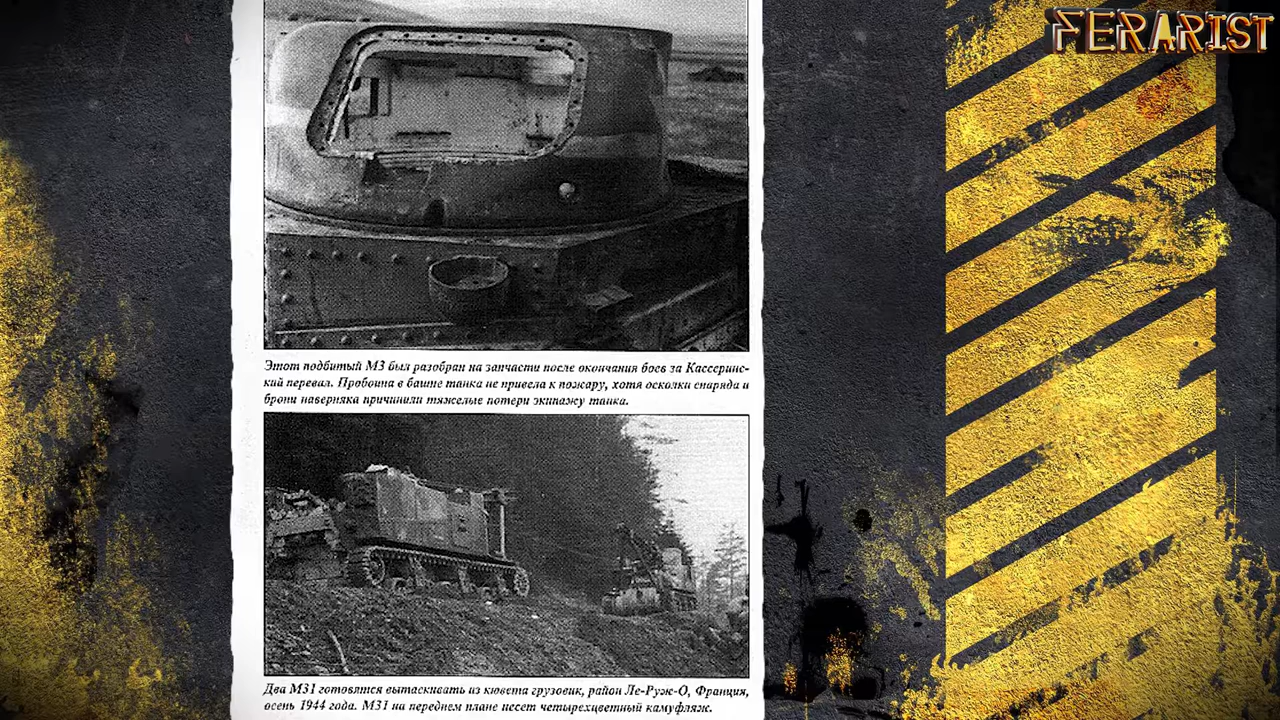 FERARIST
Этот подбитый М3 был разобран на запчасти после окончания боев за Кассеринс-
кий перевал. Пробоина в башне танка не привела к пожару, хотя осколки снаряда и
брони наверняка причинили тяжелые потери экипажу танка.
Два М31 готовятся вытаскивать из кювета грузовик, район Ле-Руж-О, Франция,
осень 1944 года. М31 на переднем плане несет четырехцветный камуфляж.